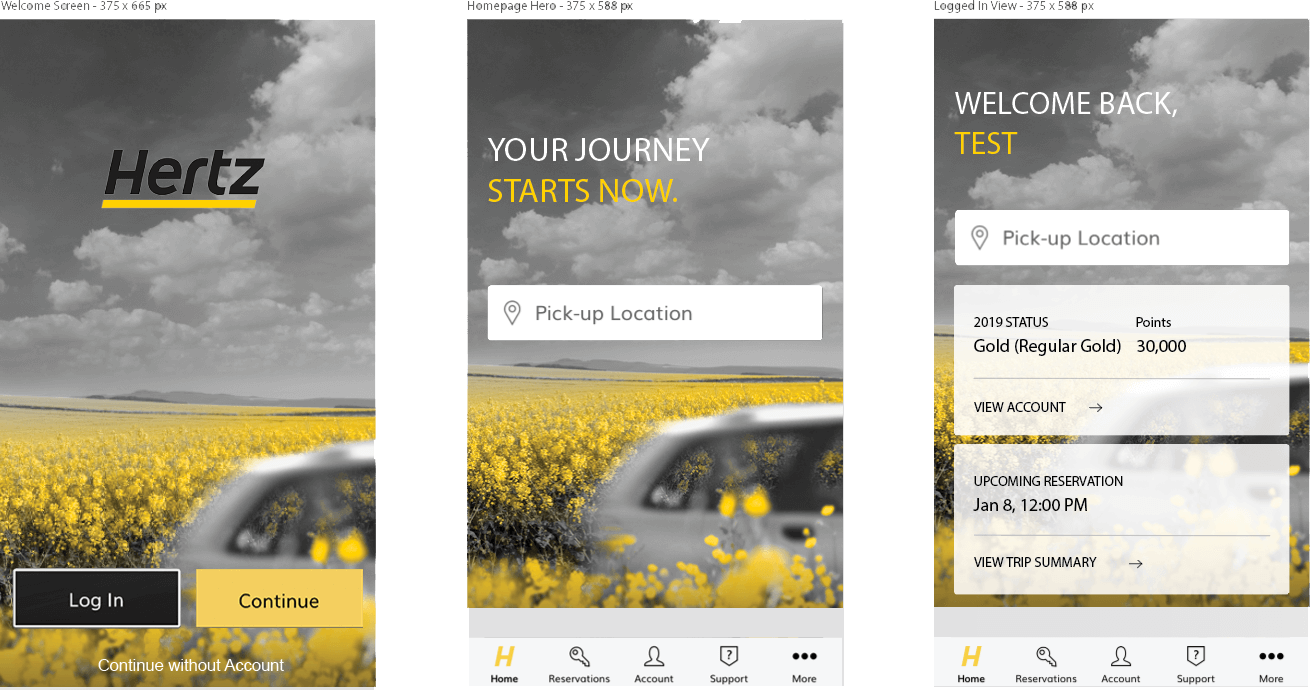 Welcome Screen - 375 x 665 px
Hertz
Log In
Continue
Continue without Account
Homepage Hero - 375 x 588 px
YOUR JOURNEY
STARTS NOW.
Pick-up Location
H
Home
Reservations
Account
Support
More
Logged In View - 375 x 588 px
WELCOME BACK,
TEST
Pick-up Location
2019 STATUS Points
Gold (Regular Gold) 30,000
VIEW ACCOUNT
UPCOMING RESERVATION
Jan 8, 12:00 PM
VIEW TRIP SUMMARY
H
Home
Reservations
Account
Support
More